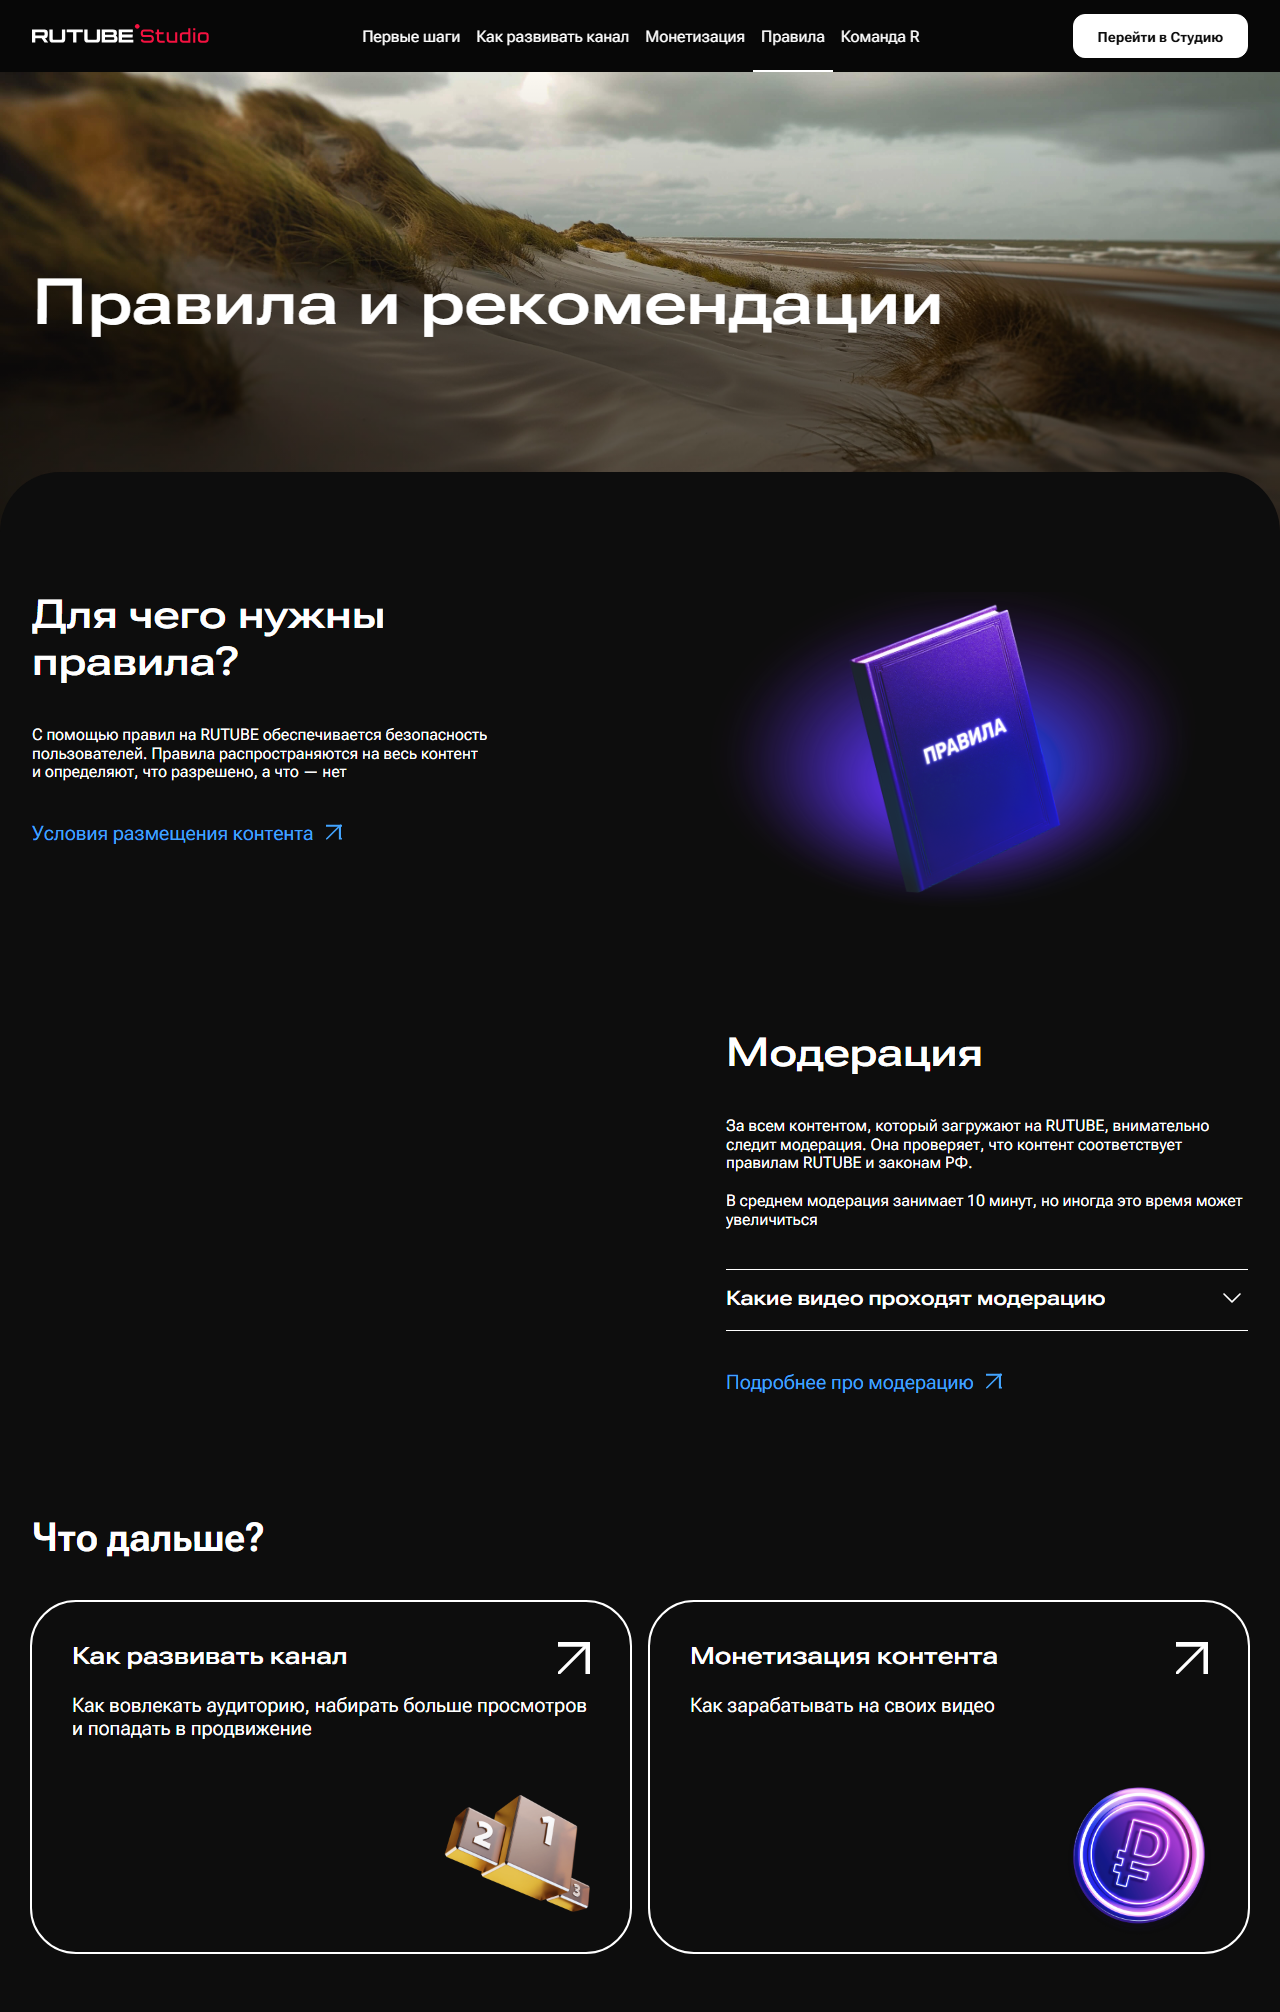 RUTUBE Studio
Первые шаги
Как развивать канал
Монетизация
Правила
Команда R
Перейти в Студию
Правила и рекомендации
Для чего нужны
правила?
С помощью правил на RUTUBE обеспечивается безопасность
пользователей. Правила распространяются на весь контент
и определяют, что разрешено, а что — нет
Условия размещения контента
ПРАВИЛА
Модерация
За всем контентом, который загружают на RUTUBE, внимательно
следит модерация. Она проверяет, что контент соответствует
правилам RUTUBE и законам РФ.
В среднем модерация занимает 10 минут, но иногда это время может
увеличиться
Какие видео проходят модерацию
Подробнее про модерацию
Что дальше?
Как развивать канал
Как вовлекать аудиторию, набирать больше просмотров
и попадать в продвижение
2 1 3
Монетизация контента
Как зарабатывать на своих видео
₽